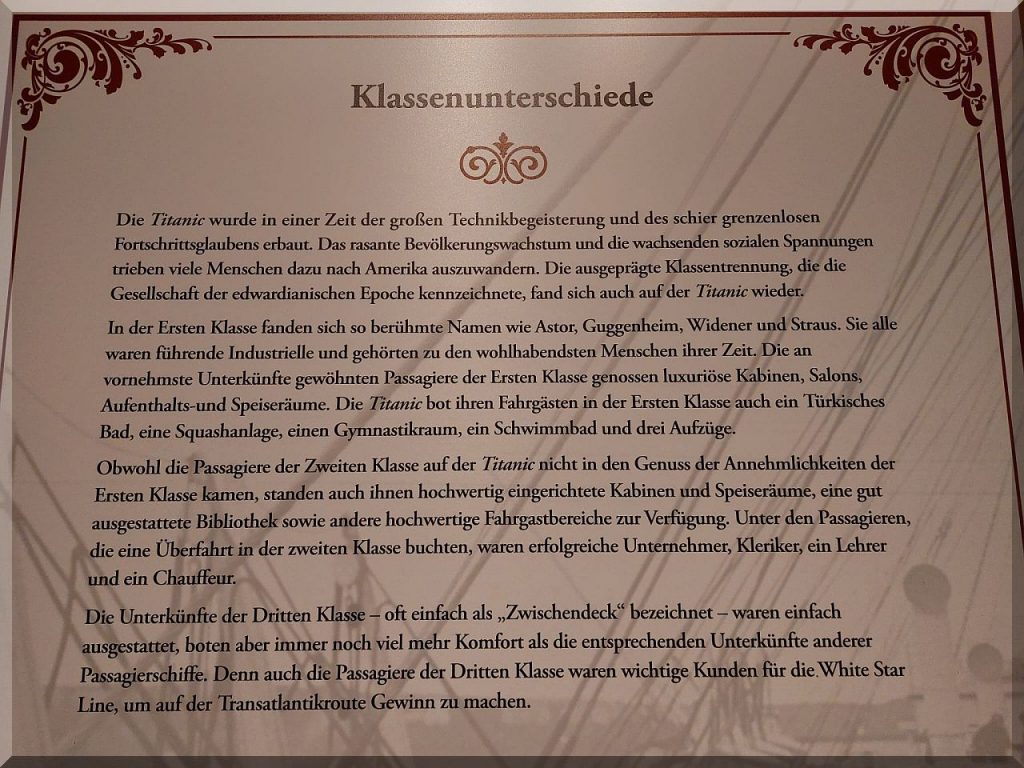 Klassenunterschiede
Die Titanic wurde in einer Zeit der großen Technikbegeisterung und des schier grenzenlosen
Fortschrittsglaubens erbaut. Das rasante Bevölkerungswachstum und die wachsenden sozialen Spannungen
trieben viele Menschen dazu nach Amerika auszuwandern. Die ausgeprägte Klassentrennung, die die
Gesellschaft der edwardianischen Epoche kennzeichnete, fand sich auch auf der Titanic wieder.
In der Ersten Klasse fanden sich so berühmte Namen wie Astor, Guggenheim, Widener und Straus. Sie alle
waren führende Industrielle und gehörten zu den wohlhabendsten Menschen ihrer Zeit. Die an
vornehmste Unterkünfte gewöhnten Passagiere der Ersten Klasse genossen luxuriöse Kabinen, Salons,
Aufenthalts-und Speiseräume. Die Titanic bot ihren Fahrgästen in der Ersten Klasse auch ein Türkisches
Bad, eine Squashanlage, einen Gymnastikraum, ein Schwimmbad und drei Aufzüge.
Obwohl die Passagiere der Zweiten Klasse auf der Titanic nicht in den Genuss der Annehmlichkeiten der
Ersten Klasse kamen, standen auch ihnen hochwertig eingerichtete Kabinen und Speiseräume, eine gut
ausgestattete Bibliothek sowie andere hochwertige Fahrgastbereiche zur Verfügung. Unter den Passagieren,
die eine Überfahrt in der zweiten Klasse buchten, waren erfolgreiche Unternehmer, Kleriker, ein Lehrer
und ein Chauffeur.
Die Unterkünfte der Dritten Klasse – oft einfach als „Zwischendeck“ bezeichnet – waren einfach
ausgestattet, boten aber immer noch viel mehr Komfort als die entsprechenden Unterkünfte anderer
Passagierschiffe. Denn auch die Passagiere der Dritten Klasse waren wichtige Kunden für die White Star
Line, um auf der Transatlantikroute Gewinn zu machen.